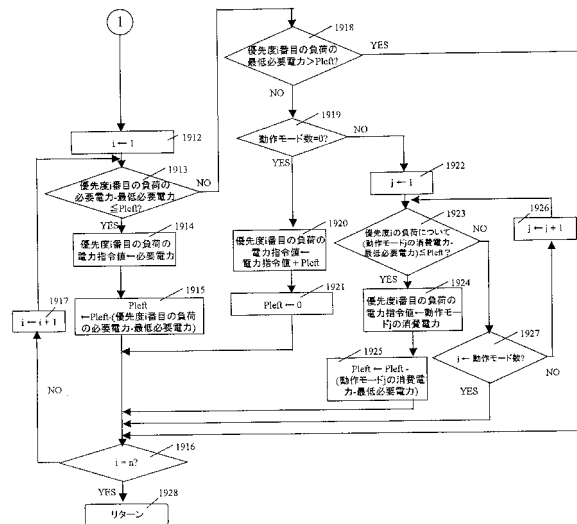 1
i ← 1
1912
1913
優先度i番目の負荷の
必要電力-最低必要電力
≦Pleft?
NO
YES
1914
優先度i番目の負荷の
電力指令値←必要電力
1915
Pleft
←Pleft-(優先度i番目の負荷
の必要電力-最低必要電力)
1917
i ← i+1
NO
1916
i = n?
YES
1928
リターン
1918
優先度i番目の負荷の
最低必要電力>Pleft?
YES
NO
1919
動作モード数=0?
NO
YES
1920
優先度i番目の負荷の
電力指令値←
電力指令値+Pleft
1921
Pleft ← 0
1922
j ← 1
1923
優先度iの負荷について
(動作モードjの消費電力-
最低必要電力)≦Pleft?
NO
YES
1924
優先度i番目の負荷の
電力指令値←動作モー
ドjの消費電力
1925
Pleft ← Pleft -
(動作モードjの消費電
力-最低必要電力)
1926
j ← j+1
NO
1927
j ← 動作モード数?
YES